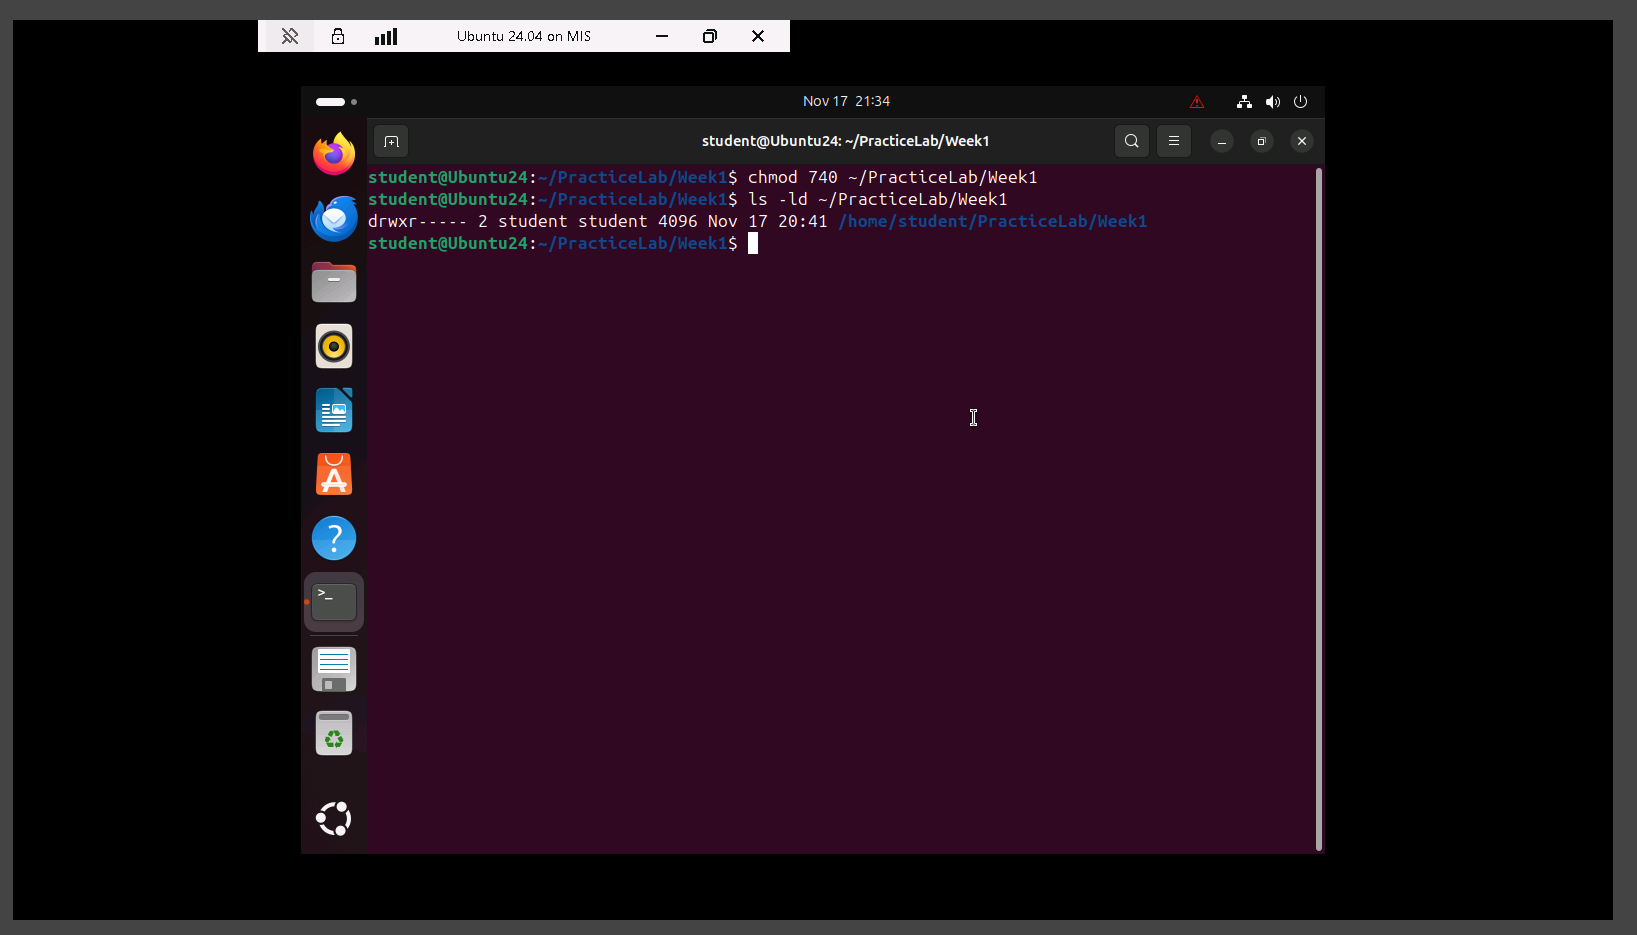 Ubuntu 24.04 on MIS
Nov 17 21:34
student@Ubuntu24: ~/PracticeLab/Week1
student@Ubuntu24:~/PracticeLab/Week1$ chmod 740 ~/PracticeLab/Week1
student@Ubuntu24:~/PracticeLab/Week1$ ls -ld ~/PracticeLab/Week1
drwxr----- 2 student student 4096 Nov 17 20:41 /home/student/PracticeLab/Week1
student@Ubuntu24:~/PracticeLab/Week1$